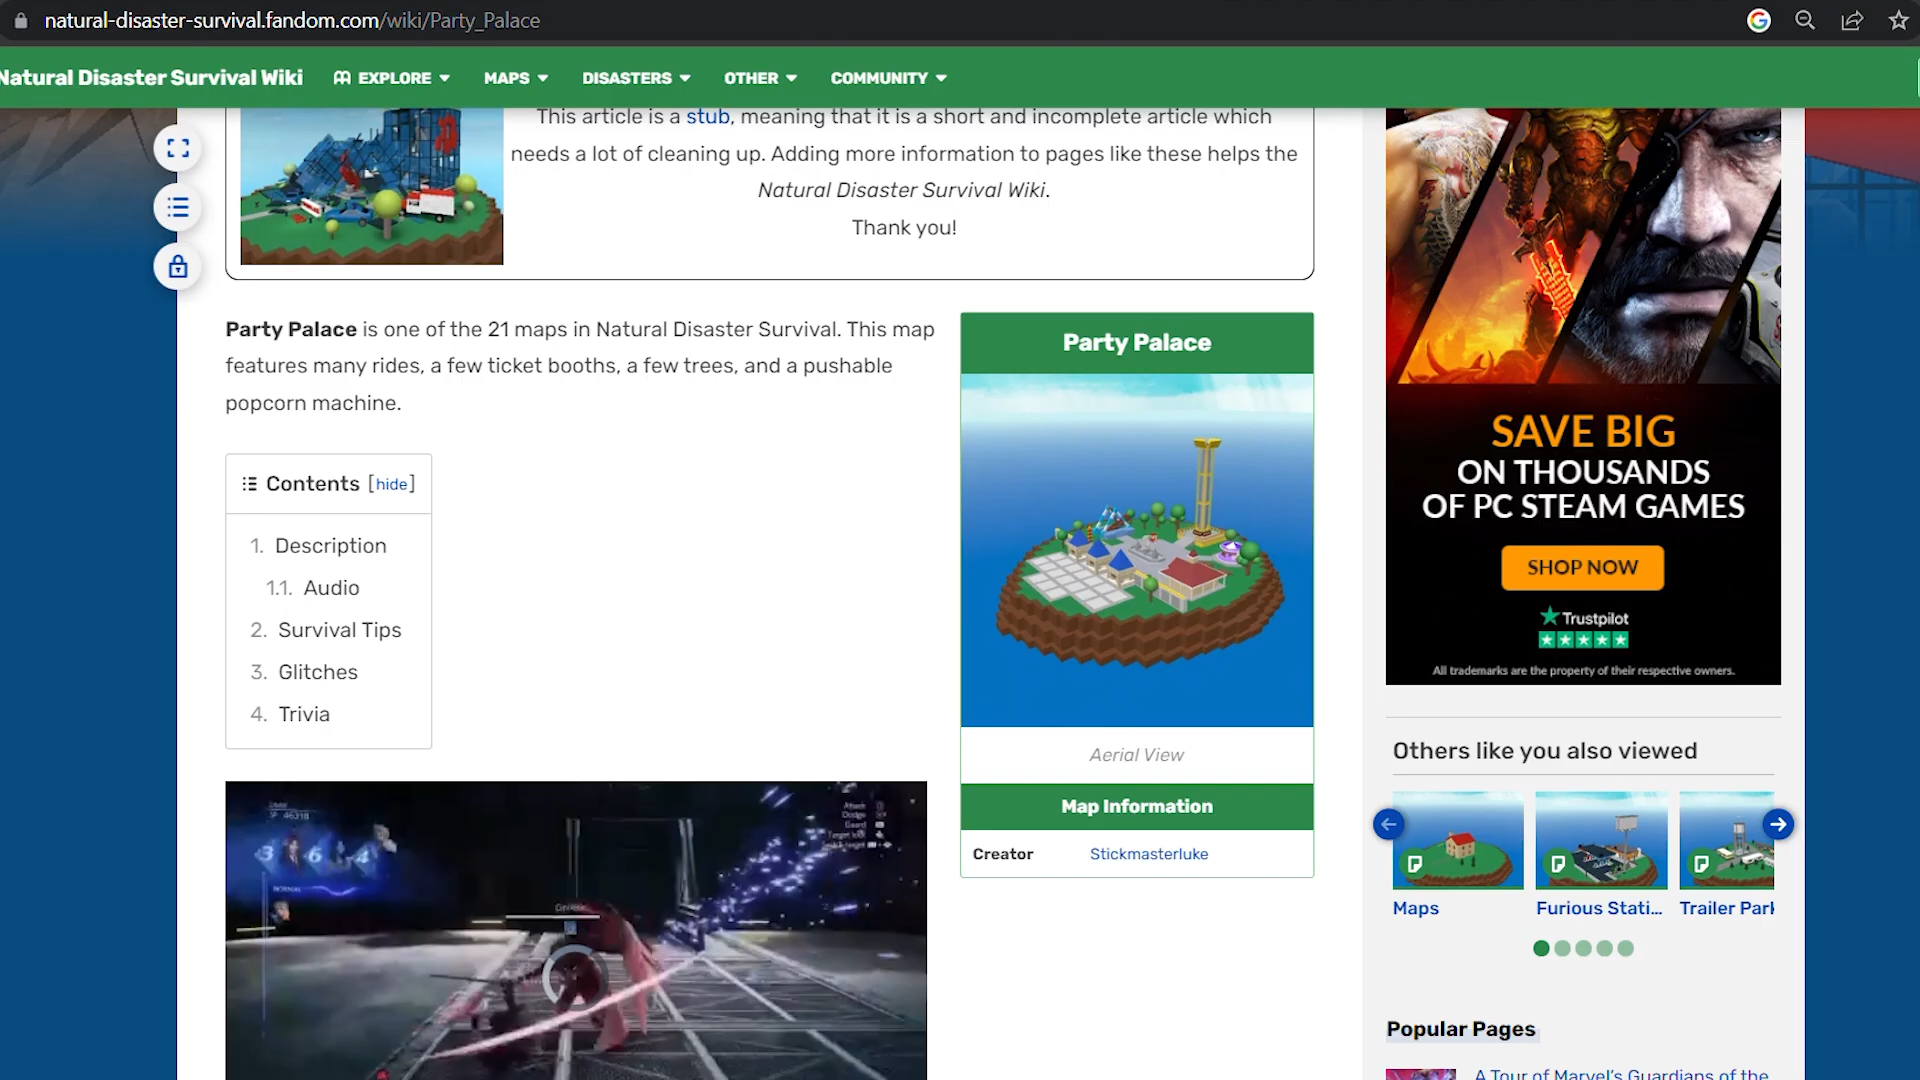 natural-disaster-survival.fandom.com/wiki/Party_Palace
Natural Disaster Survival Wiki
EXPLORE
MAPS
DISASTERS
OTHER
COMMUNITY
This article is a stub, meaning that it is a short and incomplete article which
needs a lot of cleaning up. Adding more information to pages like these helps the
Natural Disaster Survival Wiki.
Thank you!
Party Palace is one of the 21 maps in Natural Disaster Survival. This map
features many rides, a few ticket booths, a few trees, and a pushable
popcorn machine.
Contents [hide]
1. Description
1.1. Audio
2. Survival Tips
3. Glitches
4. Trivia
46318
3 6 4
Party Palace
Aerial View
Map Information
Creator Stickmasterluke
SAVE BIG
ON THOUSANDS
OF PC STEAM GAMES
SHOP NOW
Trustpilot
All trademarks are the property of their respective owners.
Others like you also viewed
Maps
Furious Stati...
Trailer Park
Popular Pages
A Tour of Marvel's Guardians of the